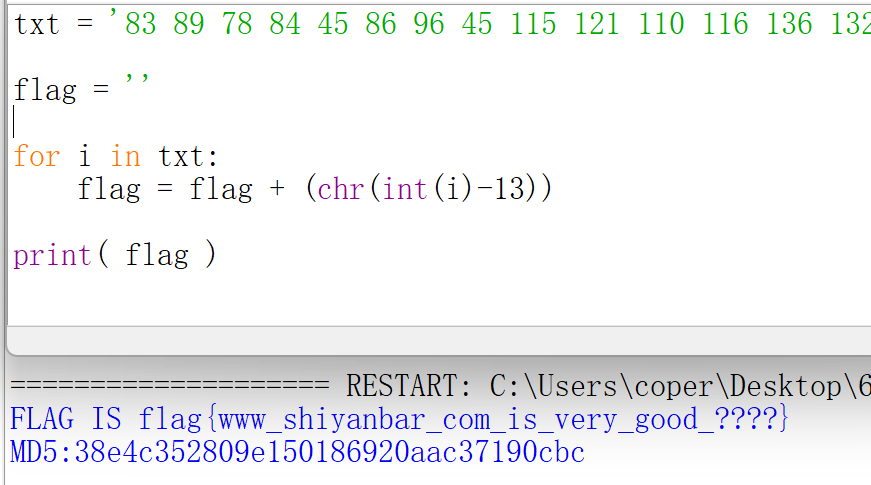 txt = '83 89 78 84 45 86 96 45 115 121 110 116 136 132
flag = ''
for i in txt:
    flag = flag + (chr(int(i)-13))
print( flag )
==================== RESTART: C:\Users\coper\Desktop\6
FLAG IS flag{www_shiyanbar_com_is_very_good_????}
MD5:38e4c352809e150186920aac37190cbc